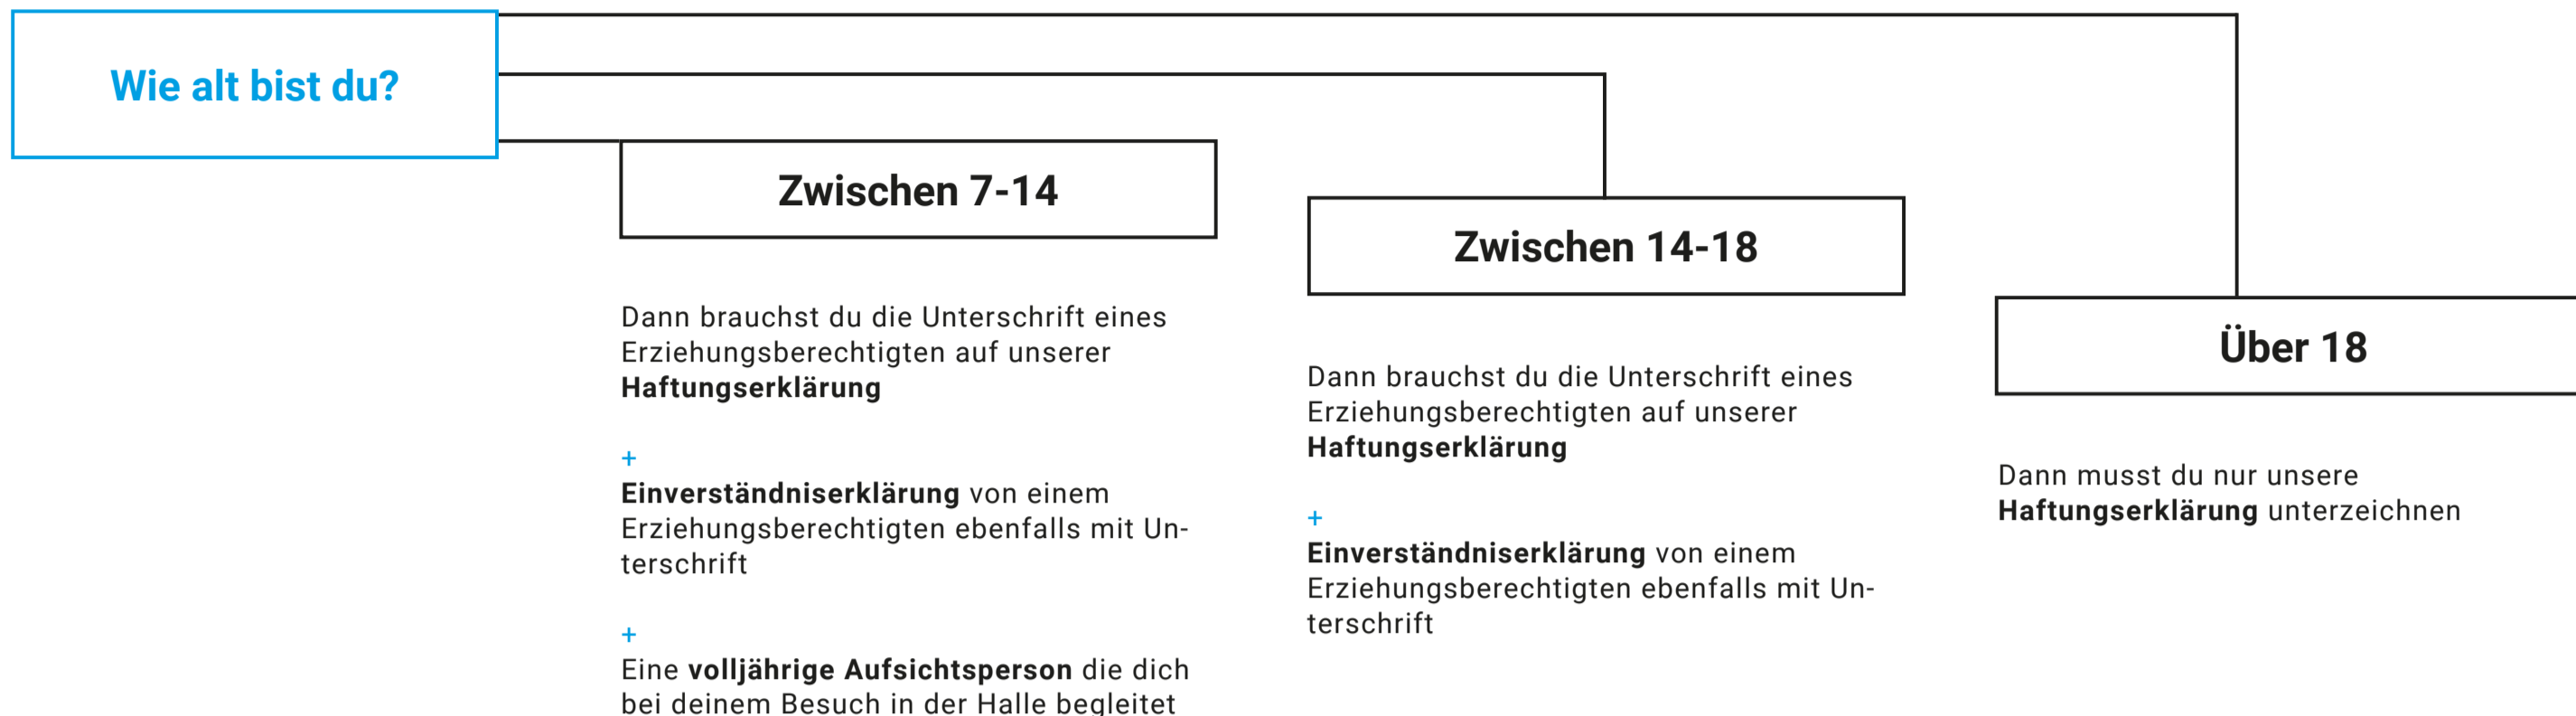 Wie alt bist du?
Zwischen 7-14
Dann brauchst du die Unterschrift eines
Erziehungsberechtigten auf unserer
Haftungserklärung
+
Einverständniserklärung von einem
Erziehungsberechtigten ebenfalls mit Un-
terschrift
+
Eine volljährige Aufsichtsperson die dich
bei deinem Besuch in der Halle begleitet
Zwischen 14-18
Dann brauchst du die Unterschrift eines
Erziehungsberechtigten auf unserer
Haftungserklärung
+
Einverständniserklärung von einem
Erziehungsberechtigten ebenfalls mit Un-
terschrift
Über 18
Dann musst du nur unsere
Haftungserklärung unterzeichnen